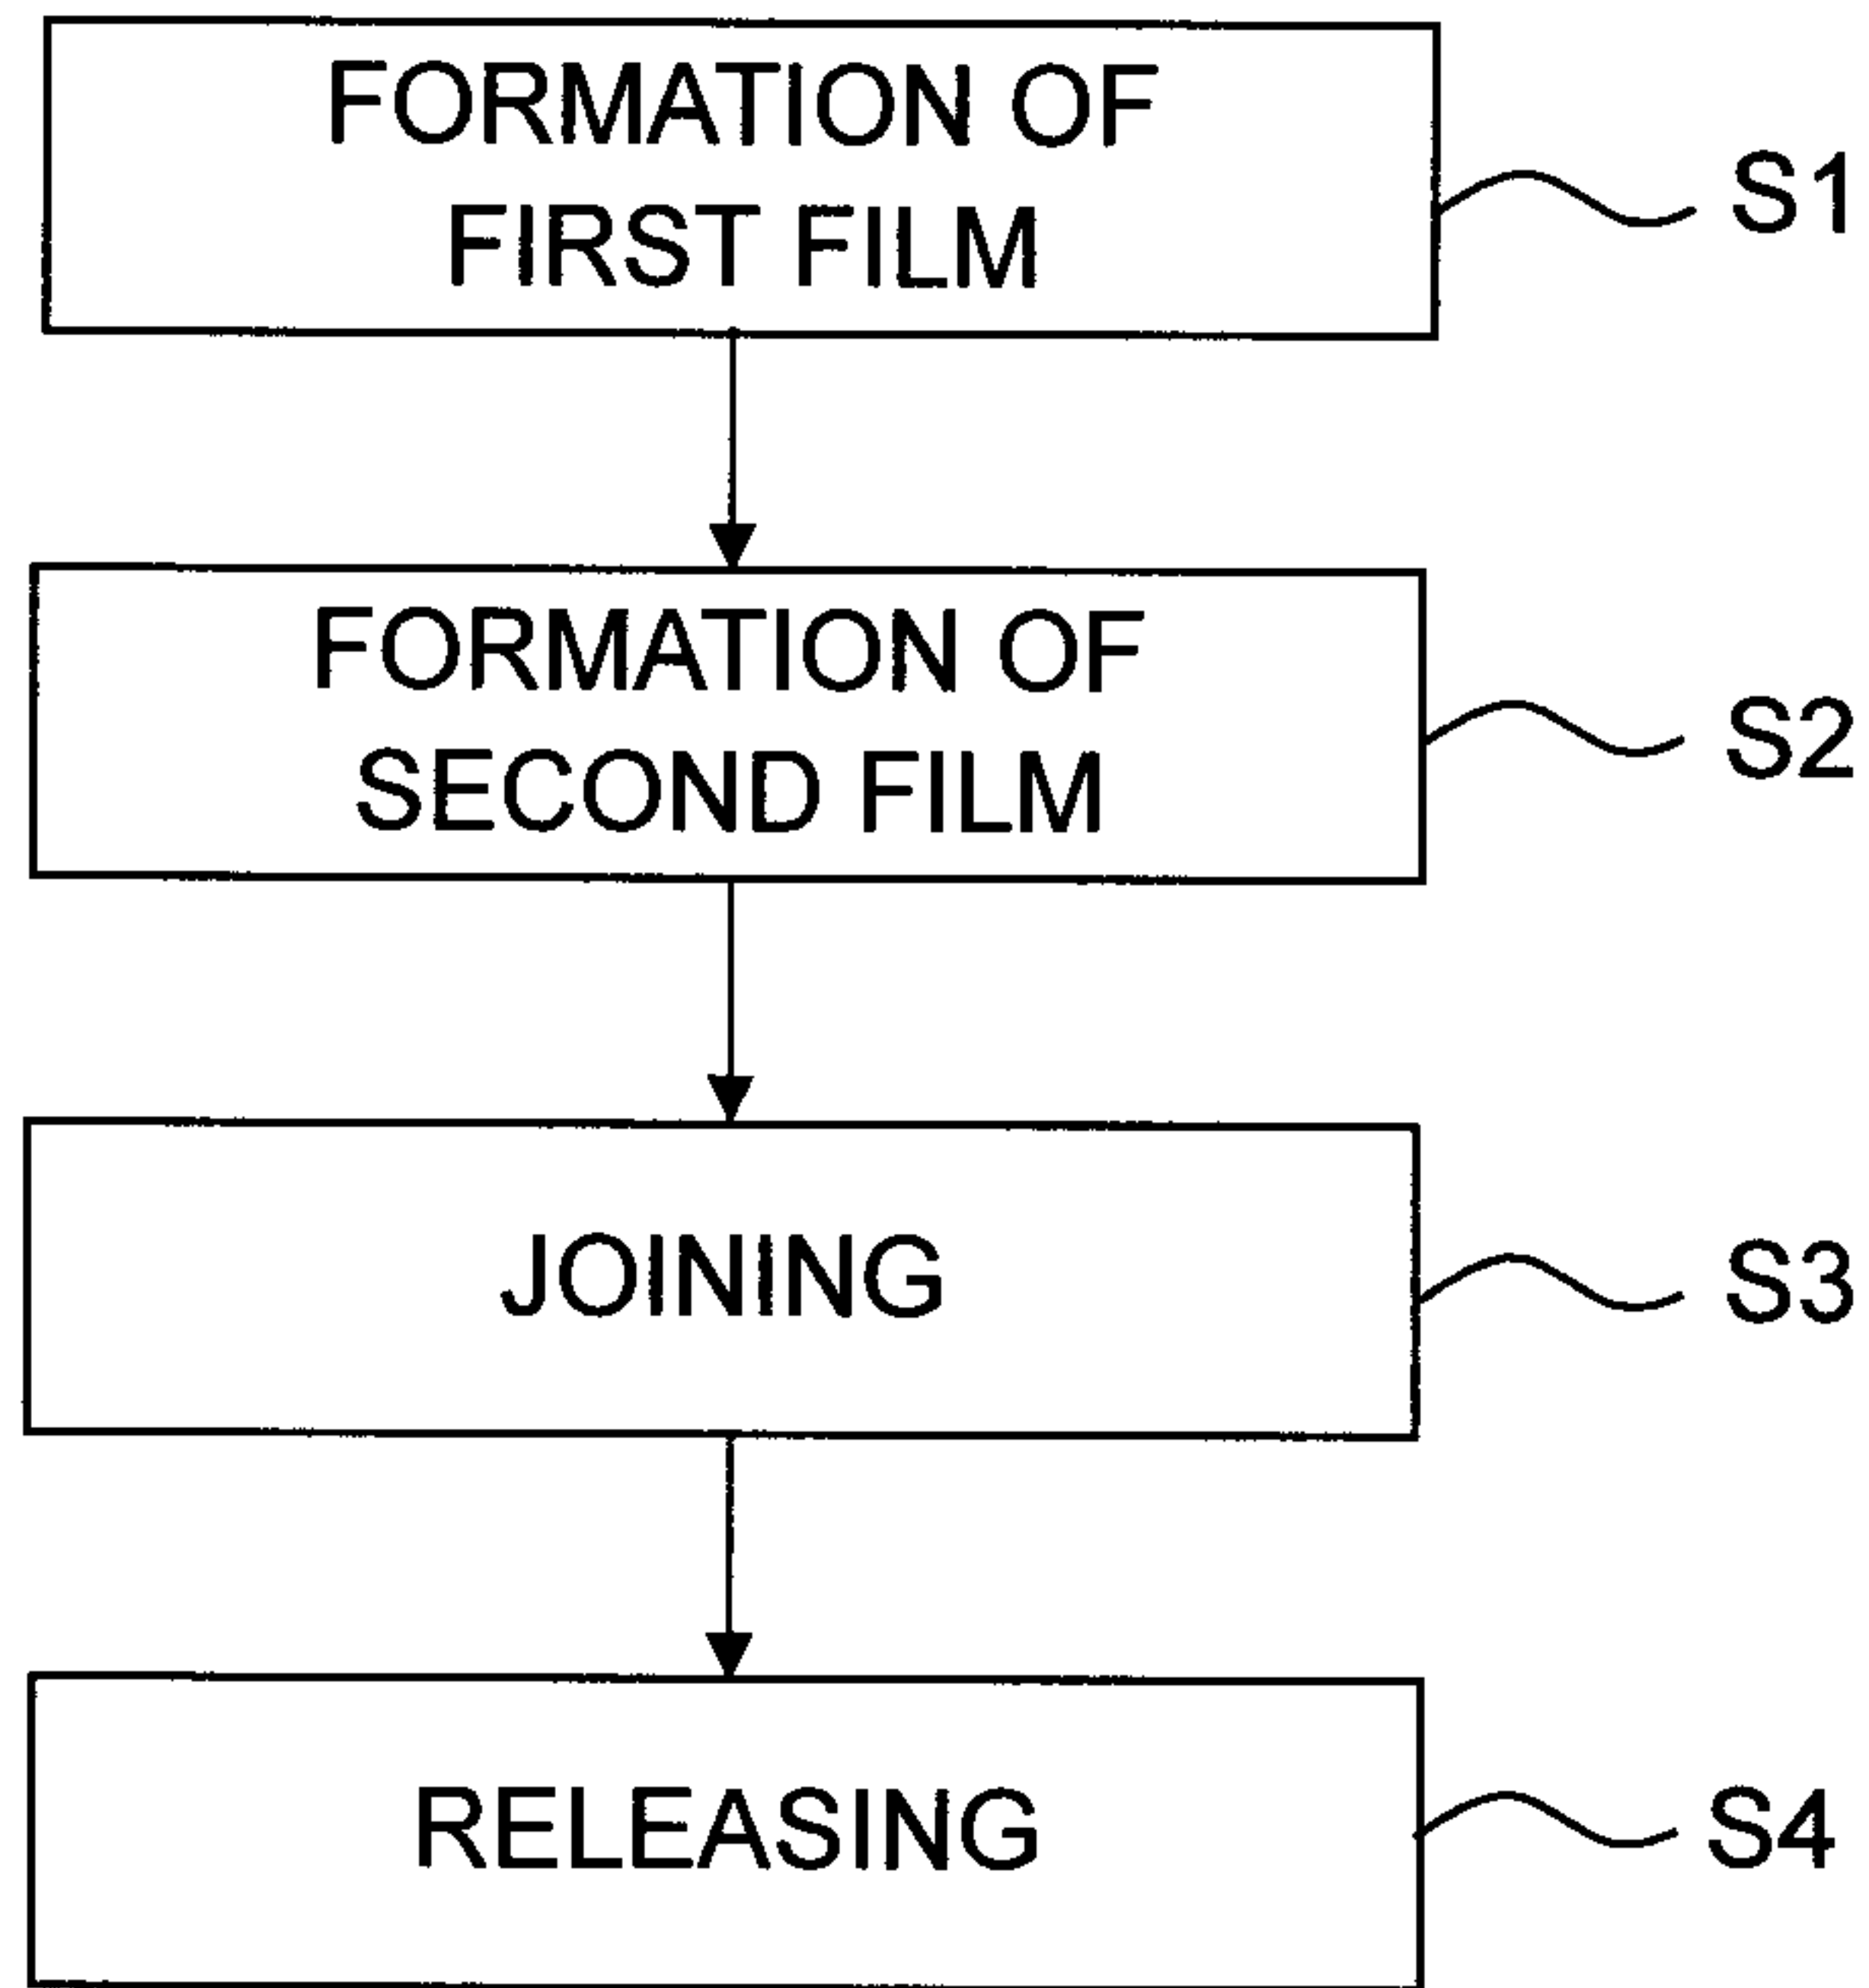 FORMATION OF
FIRST FILM
S1
FORMATION OF
SECOND FILM
S2
JOINING
S3
RELEASING
S4